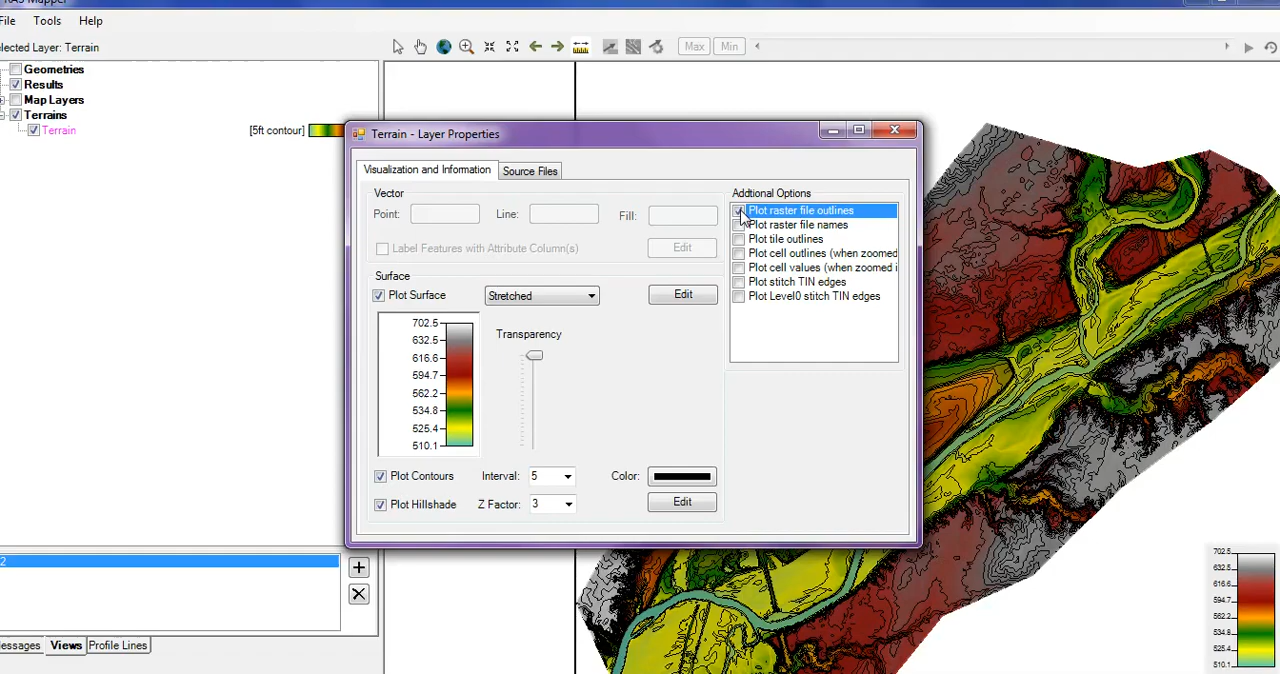 RAS Mapper
File Tools Help
elected Layer: Terrain
Max Min
Geometries
Results
Map Layers
Terrains
Terrain [5ft contour]
Terrain - Layer Properties
Visualization and Information Source Files
Vector
Point: Line: Fill:
Label Features with Attribute Column(s) Edit
Surface
Plot Surface Stretched Edit
702.5
632.5
616.6
594.7
562.2
534.8
525.4
510.1
Transparency
Plot Contours Interval: 5 Color:
Plot Hillshade Z Factor: 3 Edit
Addtional Options
Plot raster file outlines
Plot raster file names
Plot tile outlines
Plot cell outlines (when zoomed
Plot cell values (when zoomed i
Plot stitch TIN edges
Plot Level0 stitch TIN edges
2
essages Views Profile Lines
702.5
632.5
616.6
594.7
562.2
534.8
525.4
510.1